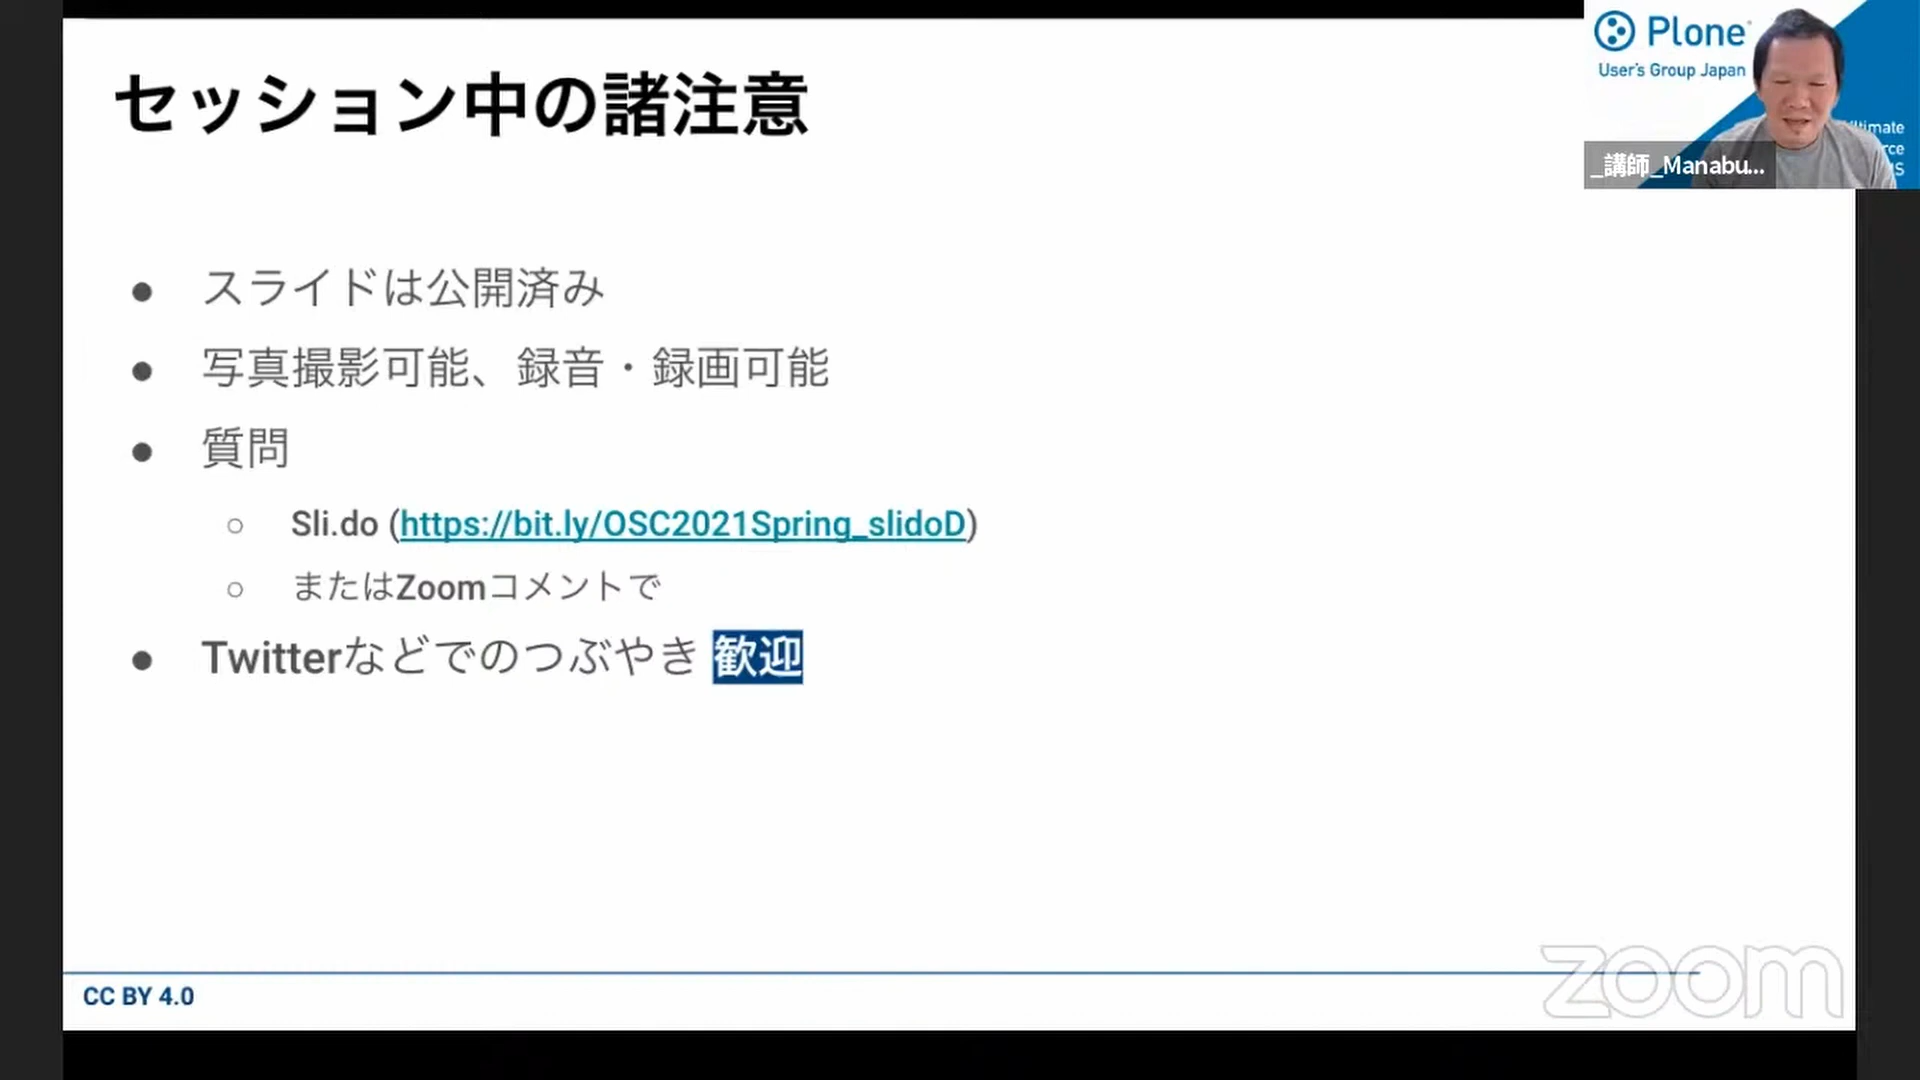 セッション中の諸注意
スライドは公開済み
写真撮影可能、録音・録画可能
質問
Sli.do (https://bit.ly/OSC2021Spring_slidoD)
またはZoomコメントで
Twitterなどでのつぶやき 歓迎
CC BY 4.0
zoom
Plone
User's Group Japan
_講師_Manabu...